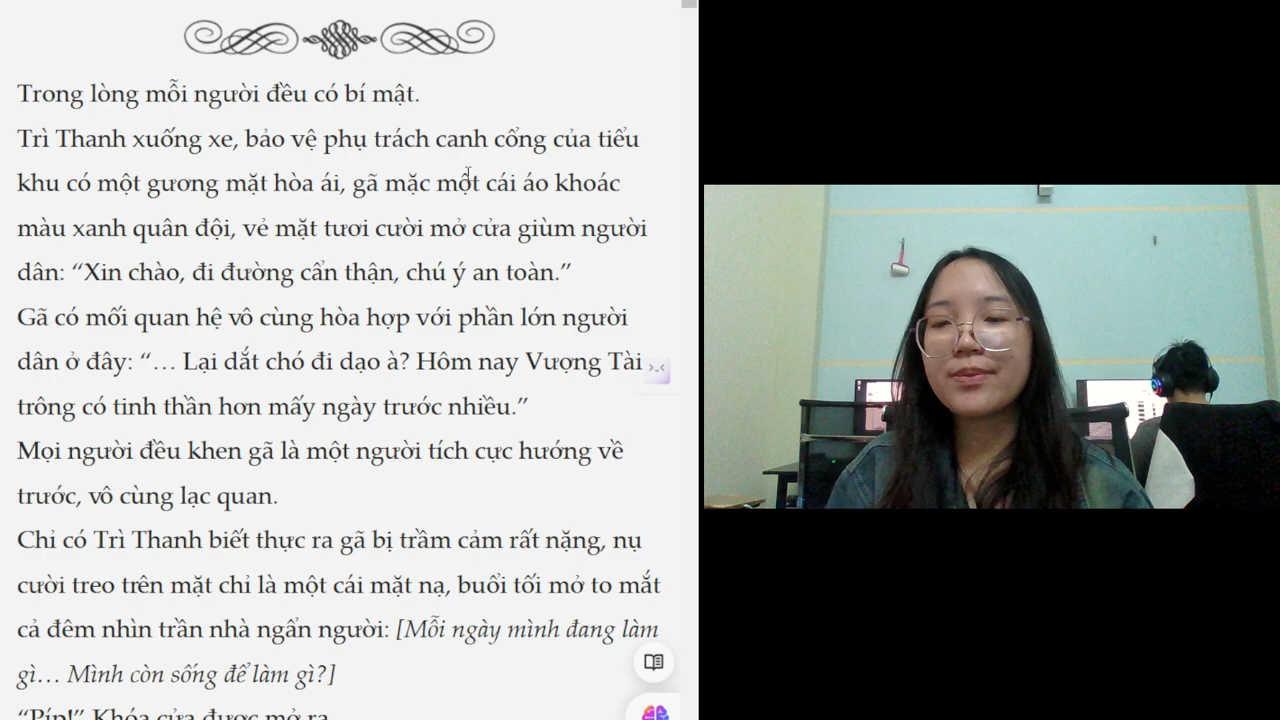 Trong lòng mỗi người đều có bí mật.
Trì Thanh xuống xe, bảo vệ phụ trách canh cổng của tiểu
khu có một gương mặt hòa ái, gã mặc một cái áo khoác
màu xanh quân đội, vẻ mặt tươi cười mở cửa giùm người
dân: “Xin chào, đi đường cẩn thận, chú ý an toàn.”
Gã có mối quan hệ vô cùng hòa hợp với phần lớn người
dân ở đây: “… Lại dắt chó đi dạo à? Hôm nay Vượng Tài
trông có tinh thần hơn mấy ngày trước nhiều.”
Mọi người đều khen gã là một người tích cực hướng về
trước, vô cùng lạc quan.
Chỉ có Trì Thanh biết thực ra gã bị trầm cảm rất nặng, nụ
cười treo trên mặt chỉ là một cái mặt nạ, buổi tối mở to mắt
cả đêm nhìn trần nhà ngẩn người: [Mỗi ngày mình đang làm
gì… Mình còn sống để làm gì?]
“Píp!” Khóa cửa được mở ra